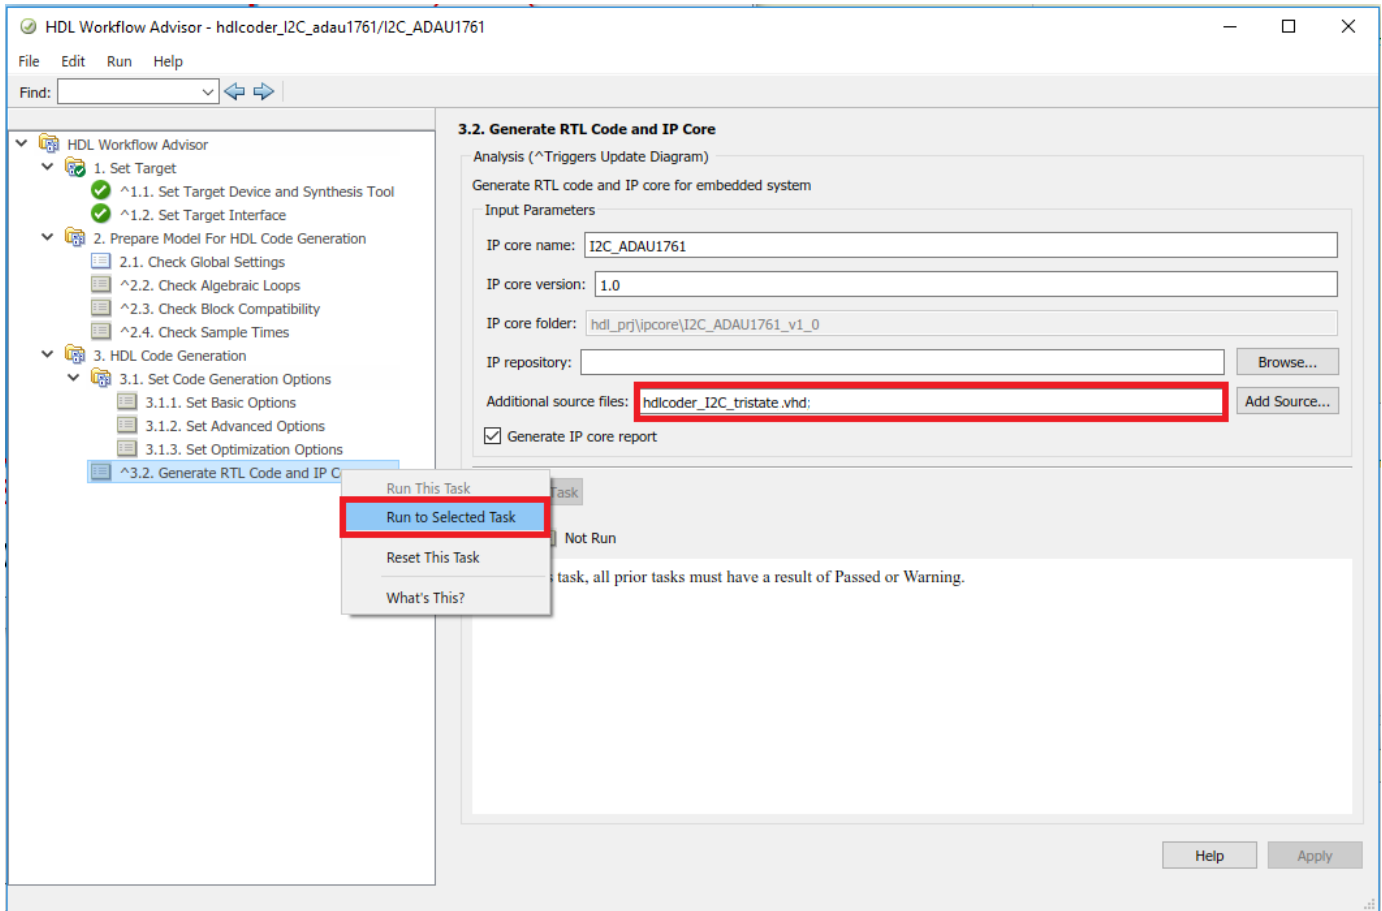 HDL Workflow Advisor - hdlcoder_I2C_adau1761/I2C_ADAU1761
File Edit Run Help
Find:
HDL Workflow Advisor
1. Set Target
^1.1. Set Target Device and Synthesis Tool
^1.2. Set Target Interface
2. Prepare Model For HDL Code Generation
2.1. Check Global Settings
^2.2. Check Algebraic Loops
^2.3. Check Block Compatibility
^2.4. Check Sample Times
3. HDL Code Generation
3.1. Set Code Generation Options
3.1.1. Set Basic Options
3.1.2. Set Advanced Options
3.1.3. Set Optimization Options
^3.2. Generate RTL Code and IP C
Run This Task
Run to Selected Task
Reset This Task
What's This?
3.2. Generate RTL Code and IP Core
Analysis (^Triggers Update Diagram)
Generate RTL code and IP core for embedded system
Input Parameters
IP core name: I2C_ADAU1761
IP core version: 1.0
IP core folder: hdl_prj\ipcore\I2C_ADAU1761_v1_0
IP repository: Browse...
Additional source files: hdlcoder_I2C_tristate.vhd; Add Source...
Generate IP core report
Task
Not Run
task, all prior tasks must have a result of Passed or Warning.
Help Apply